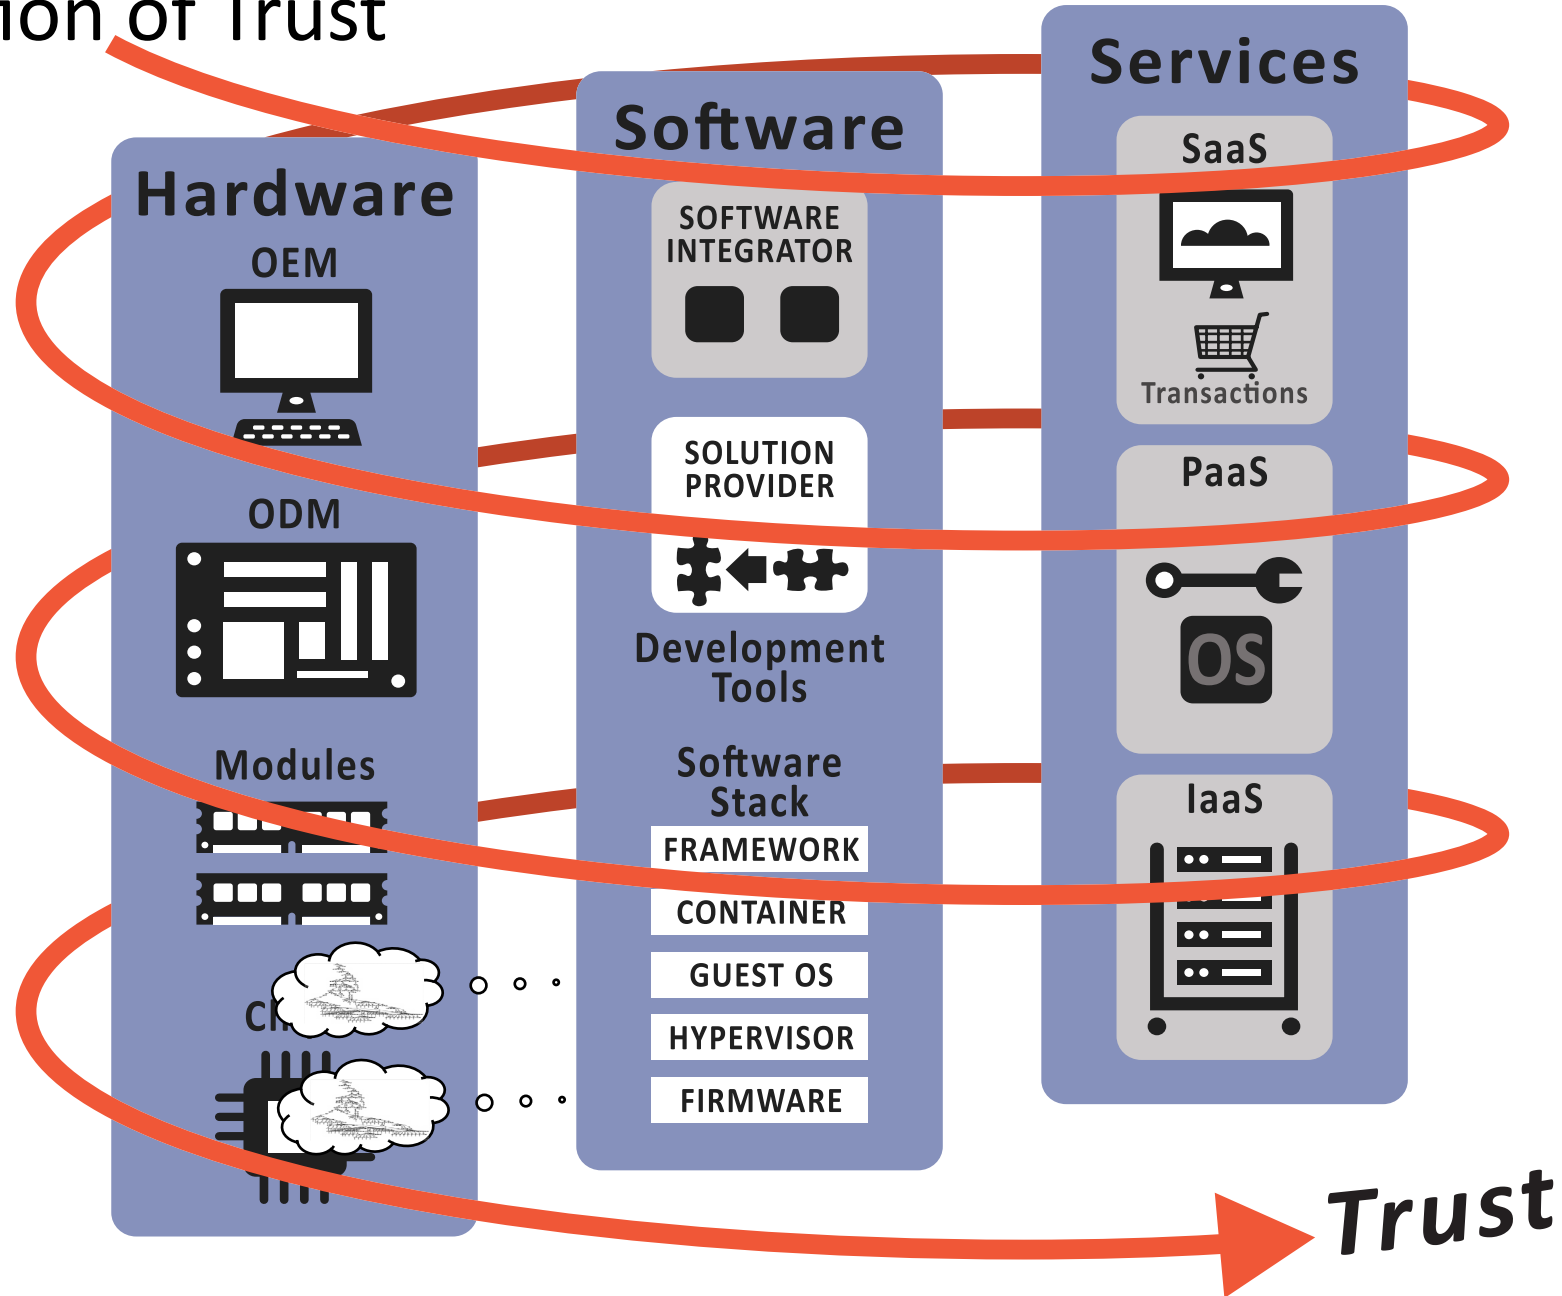 ion of Trust
Hardware
OEM
ODM
Modules
Software
SOFTWARE
INTEGRATOR
SOLUTION
PROVIDER
Development
Tools
Software
Stack
FRAMEWORK
CONTAINER
GUEST OS
HYPERVISOR
FIRMWARE
Services
SaaS
Transactions
PaaS
OS
IaaS
Trust